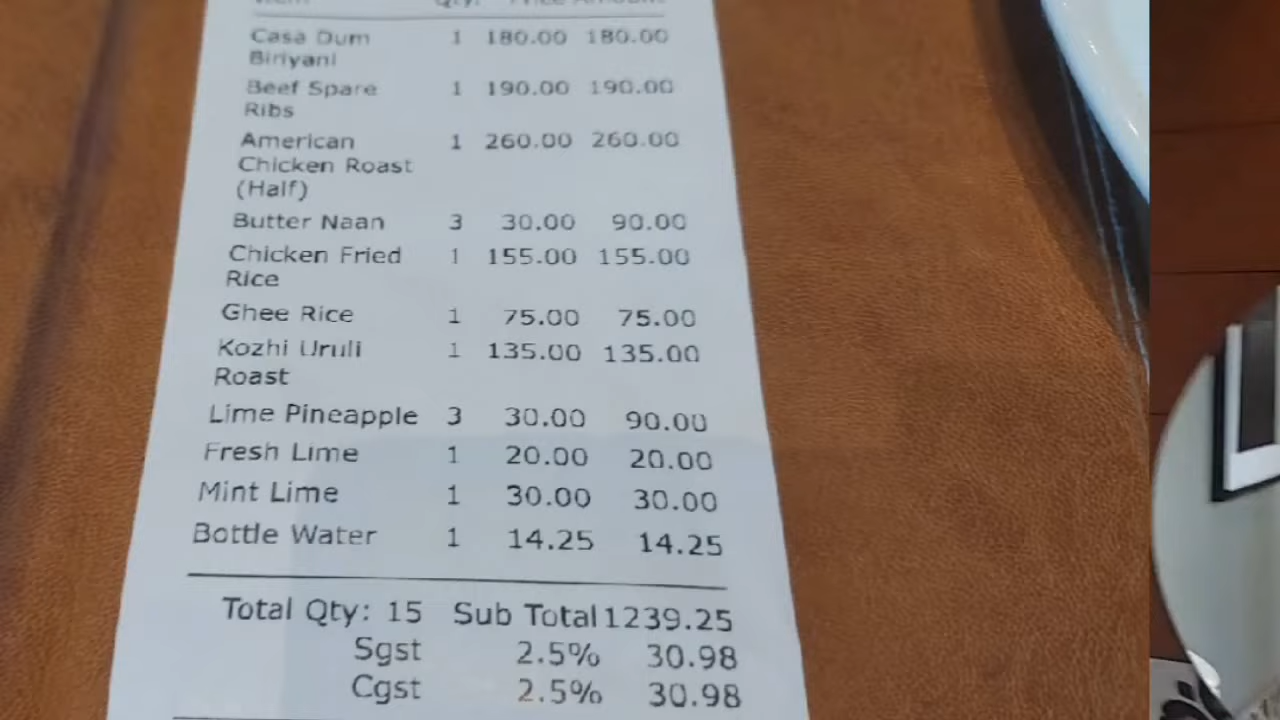 Qty. Price Amount
Casa Dum 1 180.00 180.00
Biriyani
Beef Spare 1 190.00 190.00
Ribs
American 1 260.00 260.00
Chicken Roast
(Half)
Butter Naan 3 30.00 90.00
Chicken Fried 1 155.00 155.00
Rice
Ghee Rice 1 75.00 75.00
Kozhi Uruli 1 135.00 135.00
Roast
Lime Pineapple 3 30.00 90.00
Fresh Lime 1 20.00 20.00
Mint Lime 1 30.00 30.00
Bottle Water 1 14.25 14.25
Total Qty: 15 Sub Total 1239.25
Sgst 2.5% 30.98
Cgst 2.5% 30.98